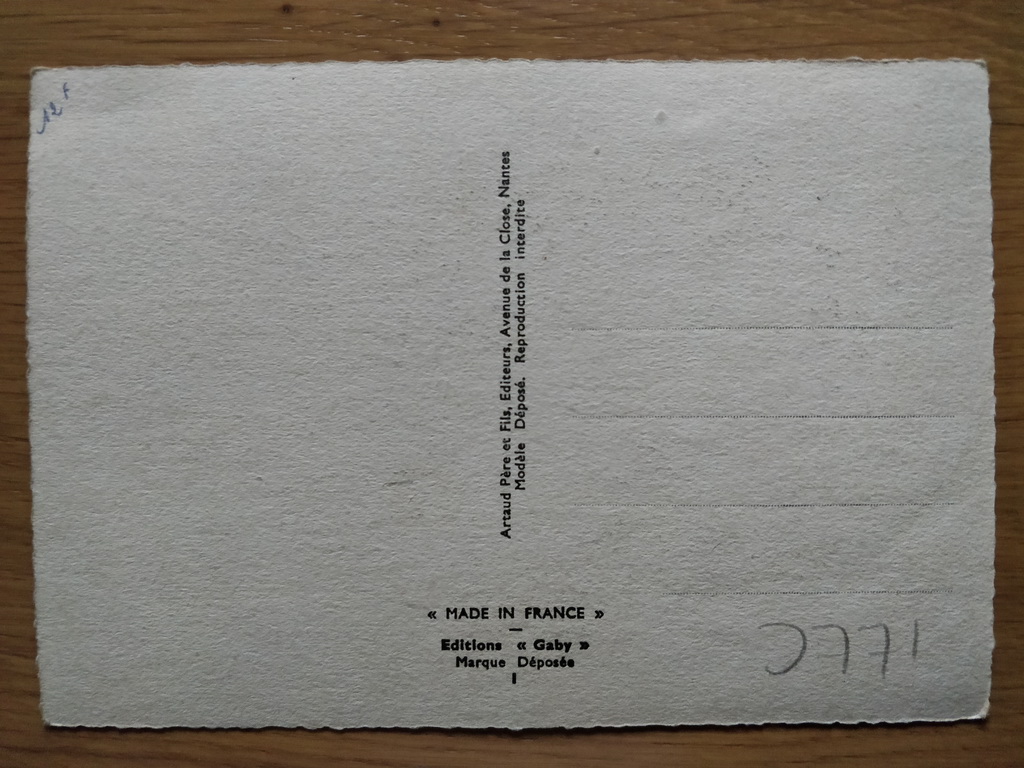 12 F
Artaud Père et Fils, Editeurs, Avenue de la Close, Nantes
Modèle Déposé. Reproduction interdite
« MADE IN FRANCE »
Editions « Gaby »
Marque Déposée